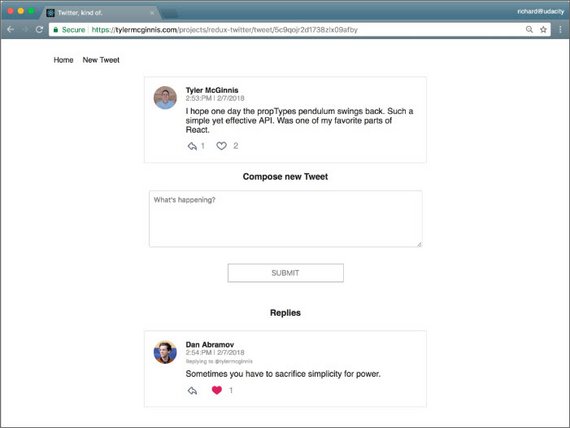 Twitter, kind of.
richard@udacity
Secure
https://tylermcginnis.com/projects/redux-twitter/tweet/5c9qojr2d1738zlx09afby
Home New Tweet
Tyler McGinnis
2:53:PM | 2/7/2018
I hope one day the propTypes pendulum swings back. Such a
simple yet effective API. Was one of my favorite parts of
React.
1 2
Compose new Tweet
What's happening?
SUBMIT
Replies
Dan Abramov
2:54:PM | 2/7/2018
Replying to @tylermcginnis
Sometimes you have to sacrifice simplicity for power.
1